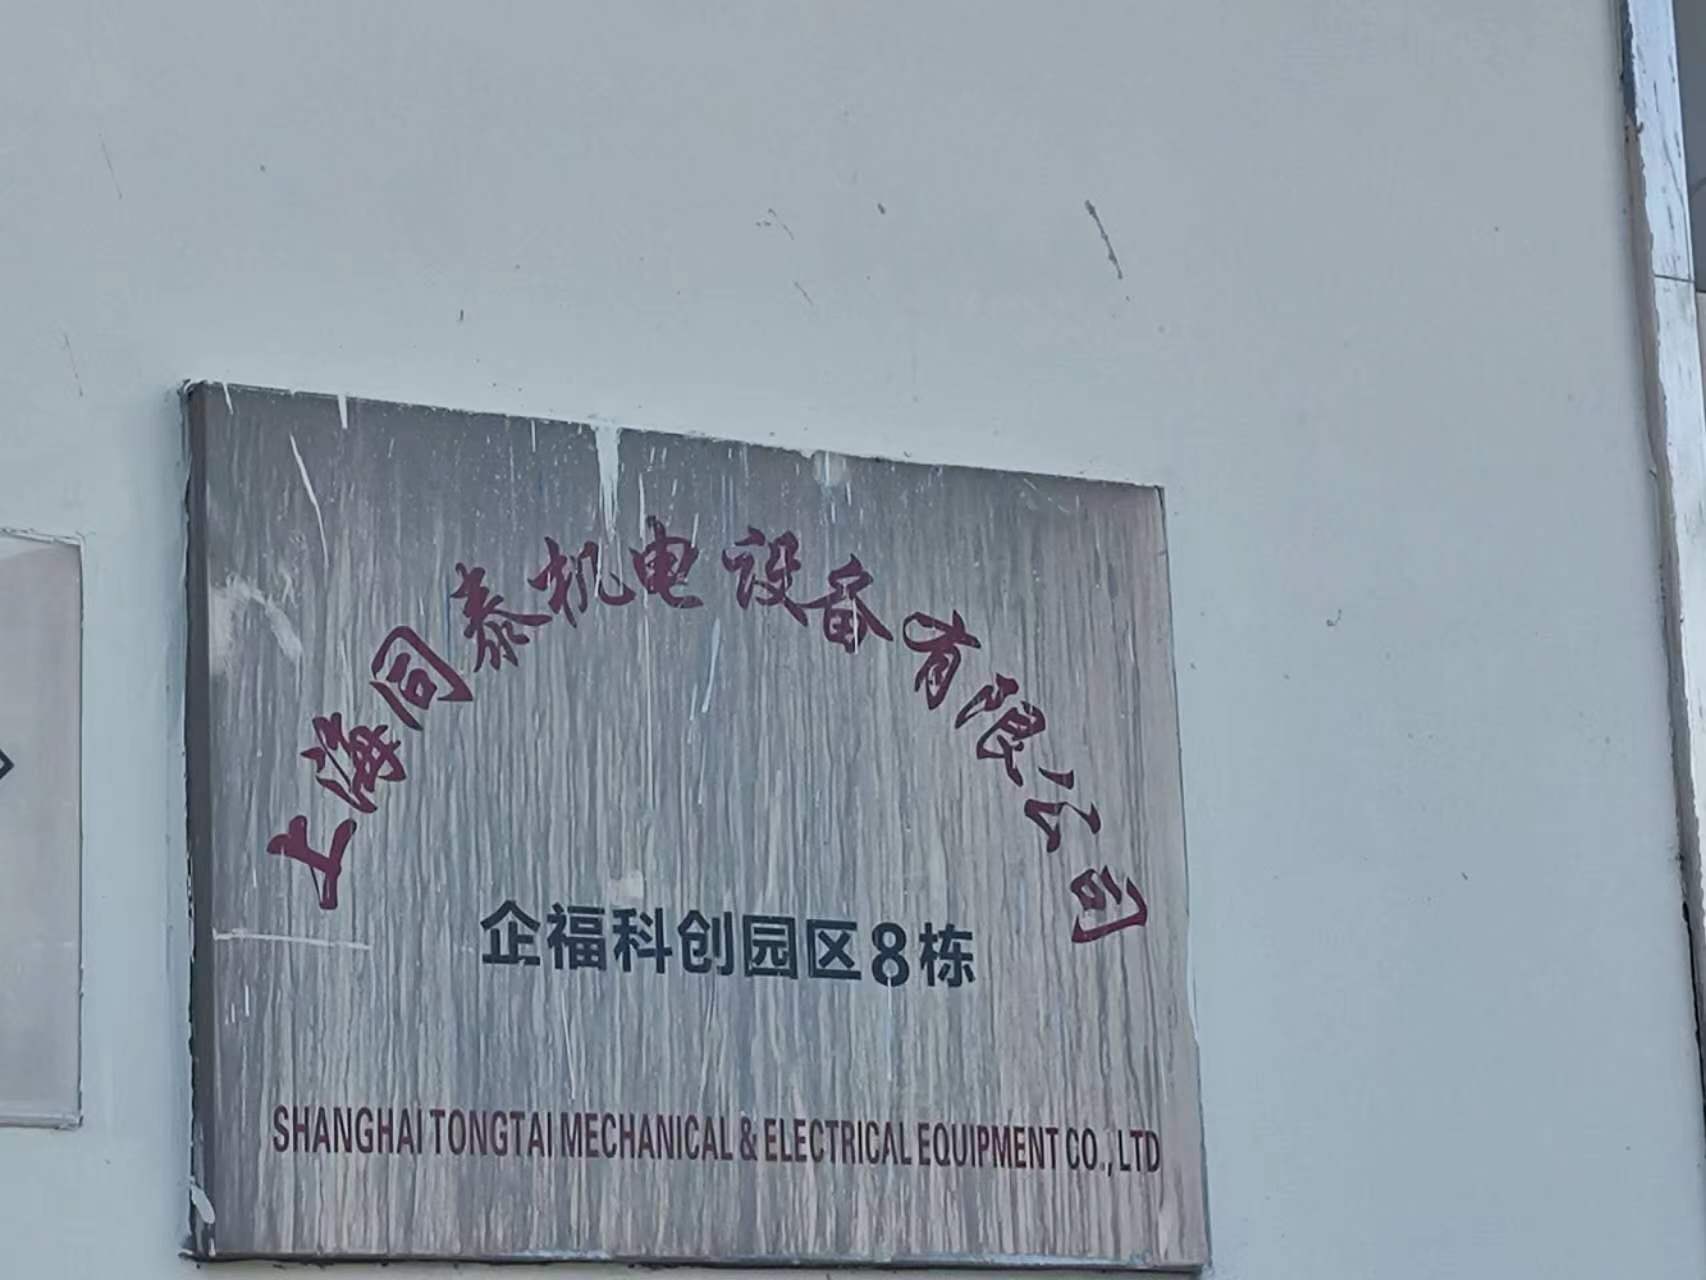 上海同泰机电设备有限公司
企福科创园区8栋
SHANGHAI TONGTAI MECHANICAL & ELECTRICAL EQUIPMENT CO.,LTD